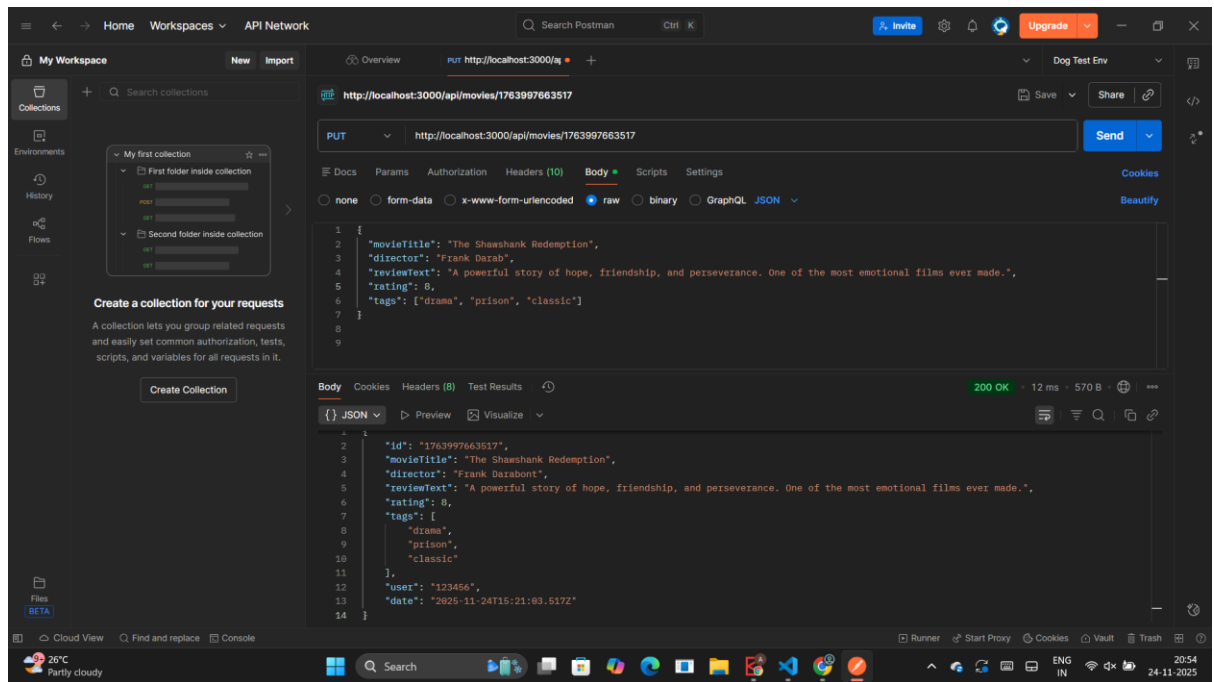 Home Workspaces API Network
Search Postman Ctrl K
Invite
Upgrade
My Workspace
New Import
Overview
PUT http://localhost:3000/ap
Dog Test Env
Collections
Environments
History
Flows
Files
BETA
Search collections
My first collection
First folder inside collection
GET
POST
GET
Second folder inside collection
GET
GET
Create a collection for your requests
A collection lets you group related requests
and easily set common authorization, tests,
scripts, and variables for all requests in it.
Create Collection
HTTP http://localhost:3000/api/movies/1763997663517
Save Share
PUT http://localhost:3000/api/movies/1763997663517
Send
Docs Params Authorization Headers (10) Body Scripts Settings
Cookies
none form-data x-www-form-urlencoded raw binary GraphQL JSON
Beautify
1 {
2 "movieTitle": "The Shawshank Redemption",
3 "director": "Frank Darab",
4 "reviewText": "A powerful story of hope, friendship, and perseverance. One of the most emotional films ever made.",
5 "rating": 8,
6 "tags": ["drama", "prison", "classic"]
7 }
8
9
Body Cookies Headers (8) Test Results
200 OK 12 ms 570 B
{} JSON Preview Visualize
1 {
2 "id": "1763997663517",
3 "movieTitle": "The Shawshank Redemption",
4 "director": "Frank Darabont",
5 "reviewText": "A powerful story of hope, friendship, and perseverance. One of the most emotional films ever made.",
6 "rating": 8,
7 "tags": [
8 "drama",
9 "prison",
10 "classic"
11 ],
12 "user": "123456",
13 "date": "2025-11-24T15:21:03.517Z"
14 }
Cloud View Find and replace Console
Runner Start Proxy Cookies Vault Trash
26°C
Partly cloudy
Search
ENG
IN
20:54
24-11-2025